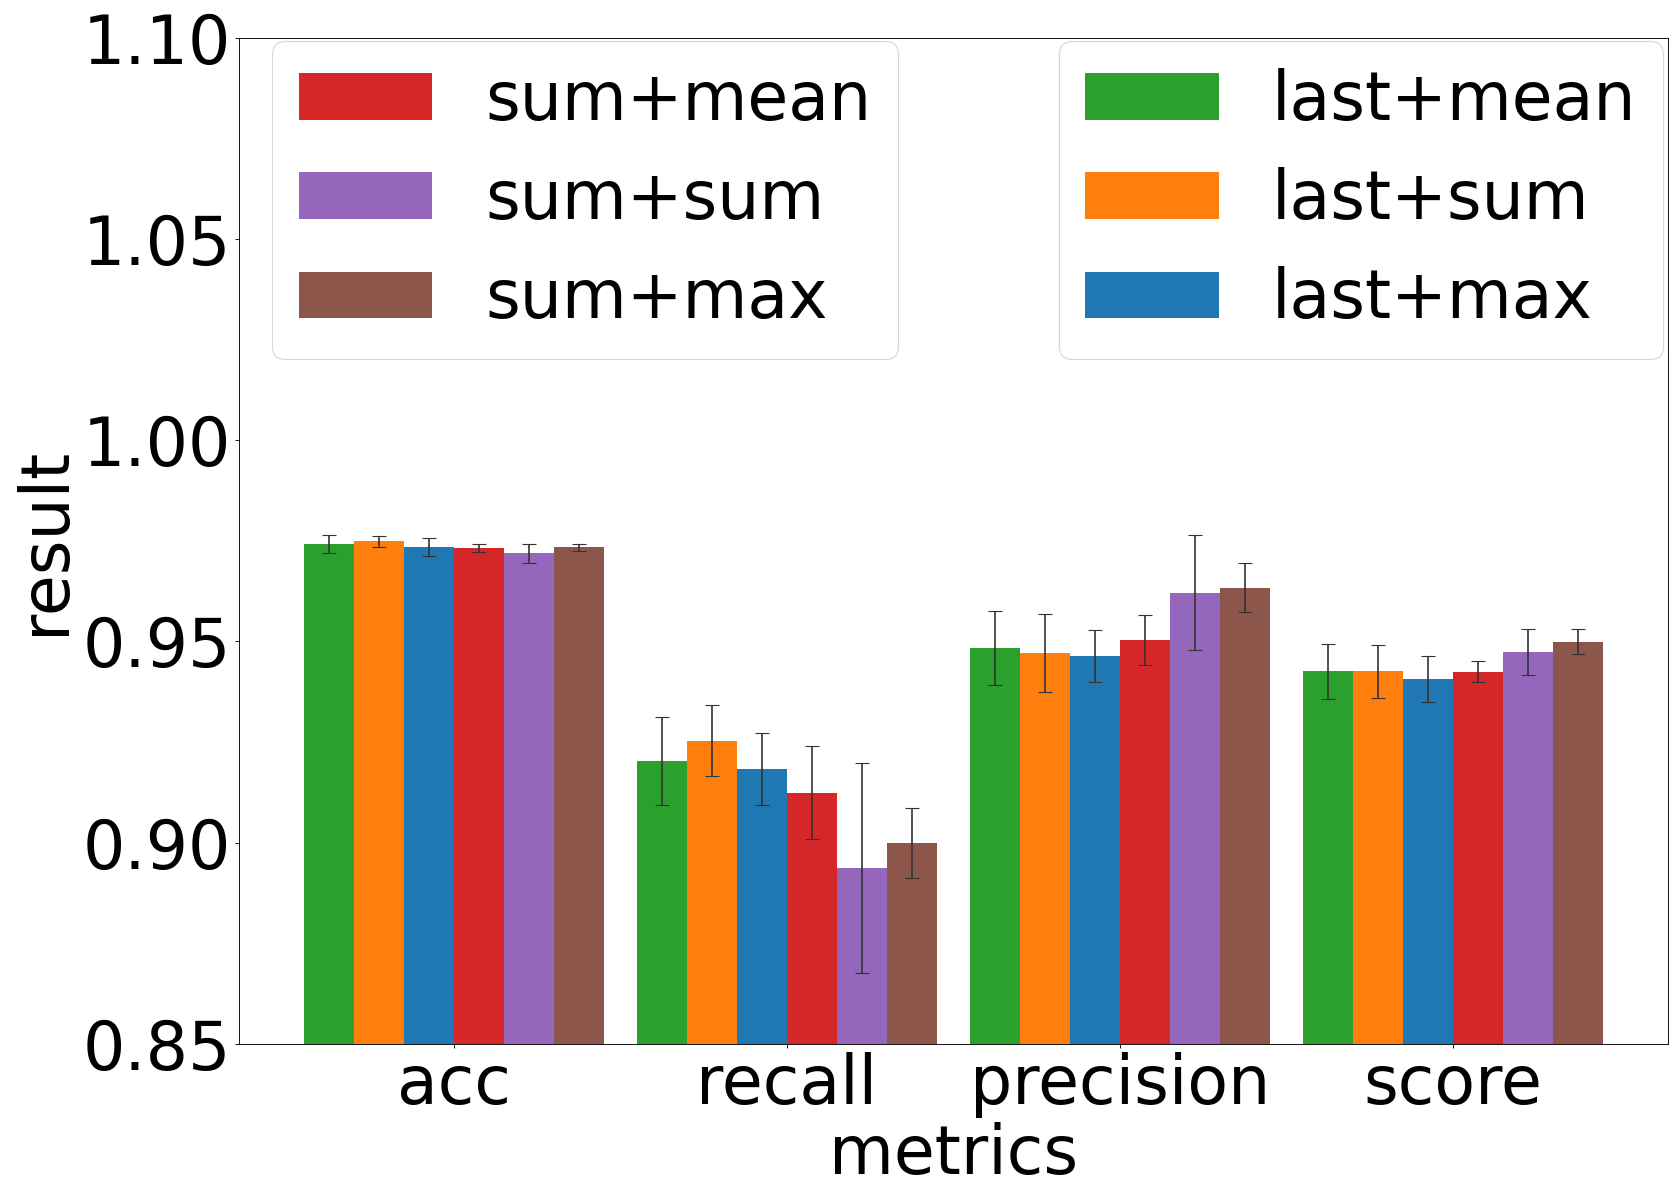 1.10
1.05
1.00
0.95
0.90
0.85
result
sum+mean
sum+sum
sum+max
last+mean
last+sum
last+max
acc
recall
precision
score
metrics